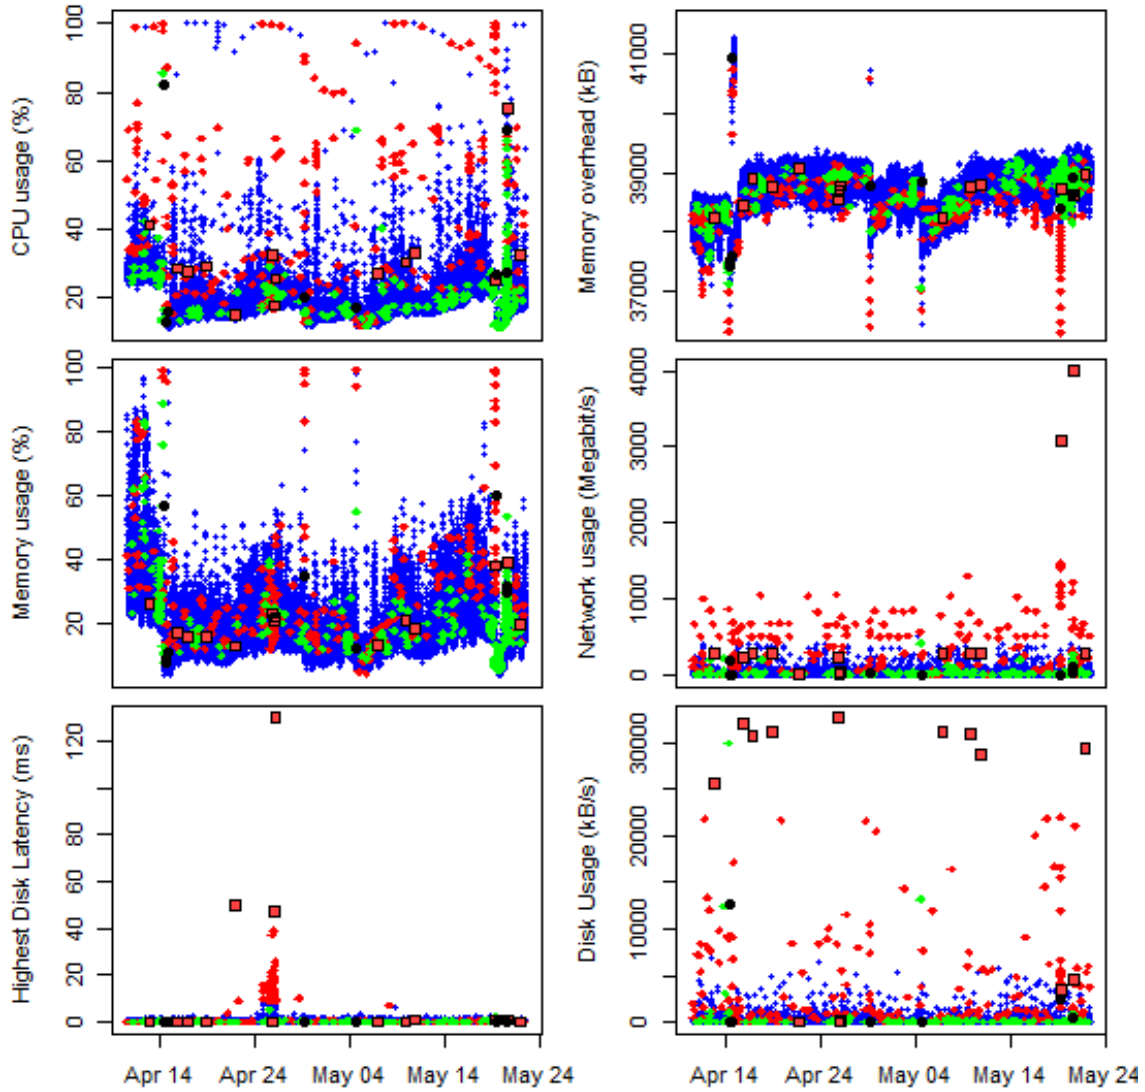 CPU usage (%)
20 40 60 80 100
Memory overhead (kB)
37000 39000 41000
Memory usage (%)
20 40 60 80 100
Network usage (Megabit/s)
0 1000 2000 3000 4000
Highest Disk Latency (ms)
0 20 40 60 80 120
Disk Usage (kB/s)
0 10000 20000 30000
Apr 14 Apr 24 May 04 May 14 May 24
Apr 14 Apr 24 May 04 May 14 May 24